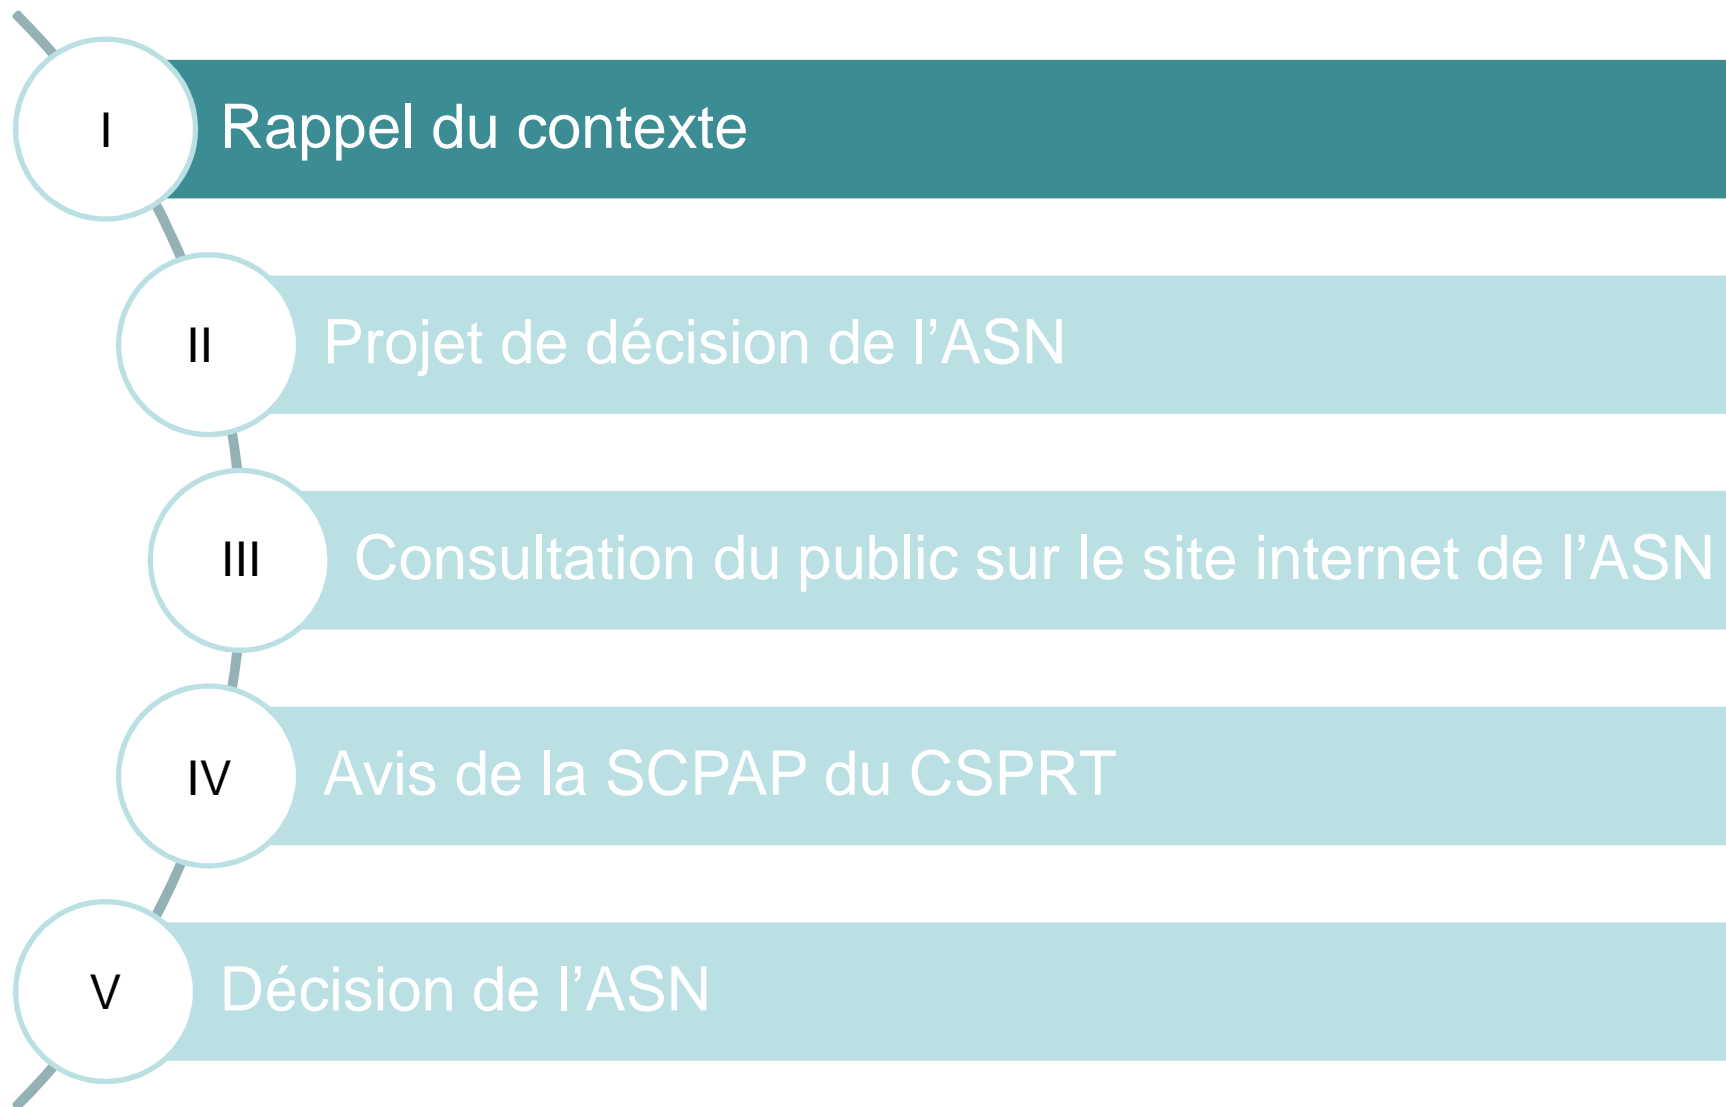 I
Rappel du contexte
II
Projet de décision de l’ASN
III
Consultation du public sur le site internet de l’ASN
IV
Avis de la SCPAP du CSPRT
V
Décision de l’ASN